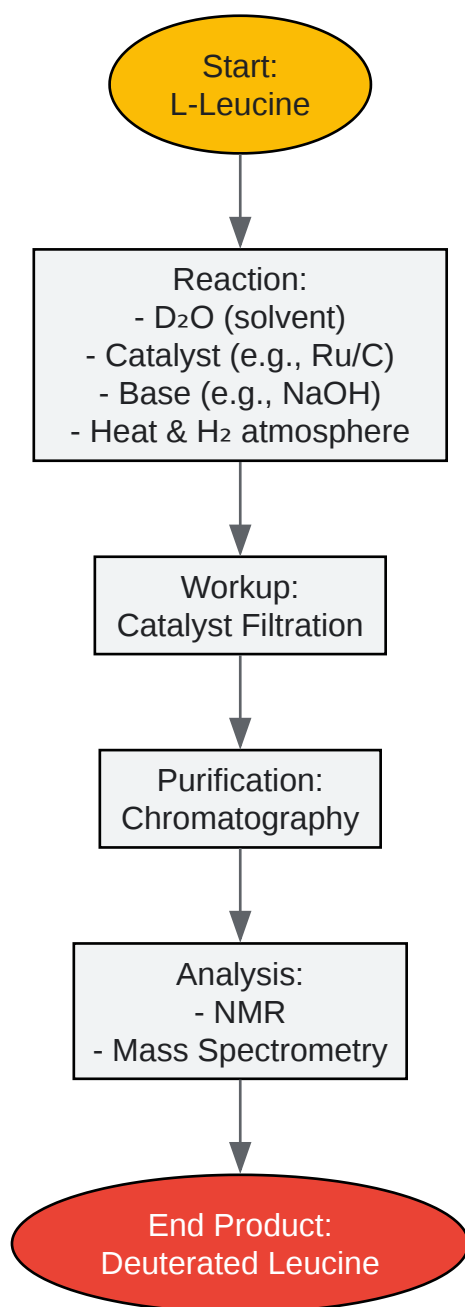 Start:
L-Leucine
Reaction:
- D₂O (solvent)
- Catalyst (e.g., Ru/C)
- Base (e.g., NaOH)
- Heat & H₂ atmosphere
Workup:
Catalyst Filtration
Purification:
Chromatography
Analysis:
- NMR
- Mass Spectrometry
End Product:
Deuterated Leucine